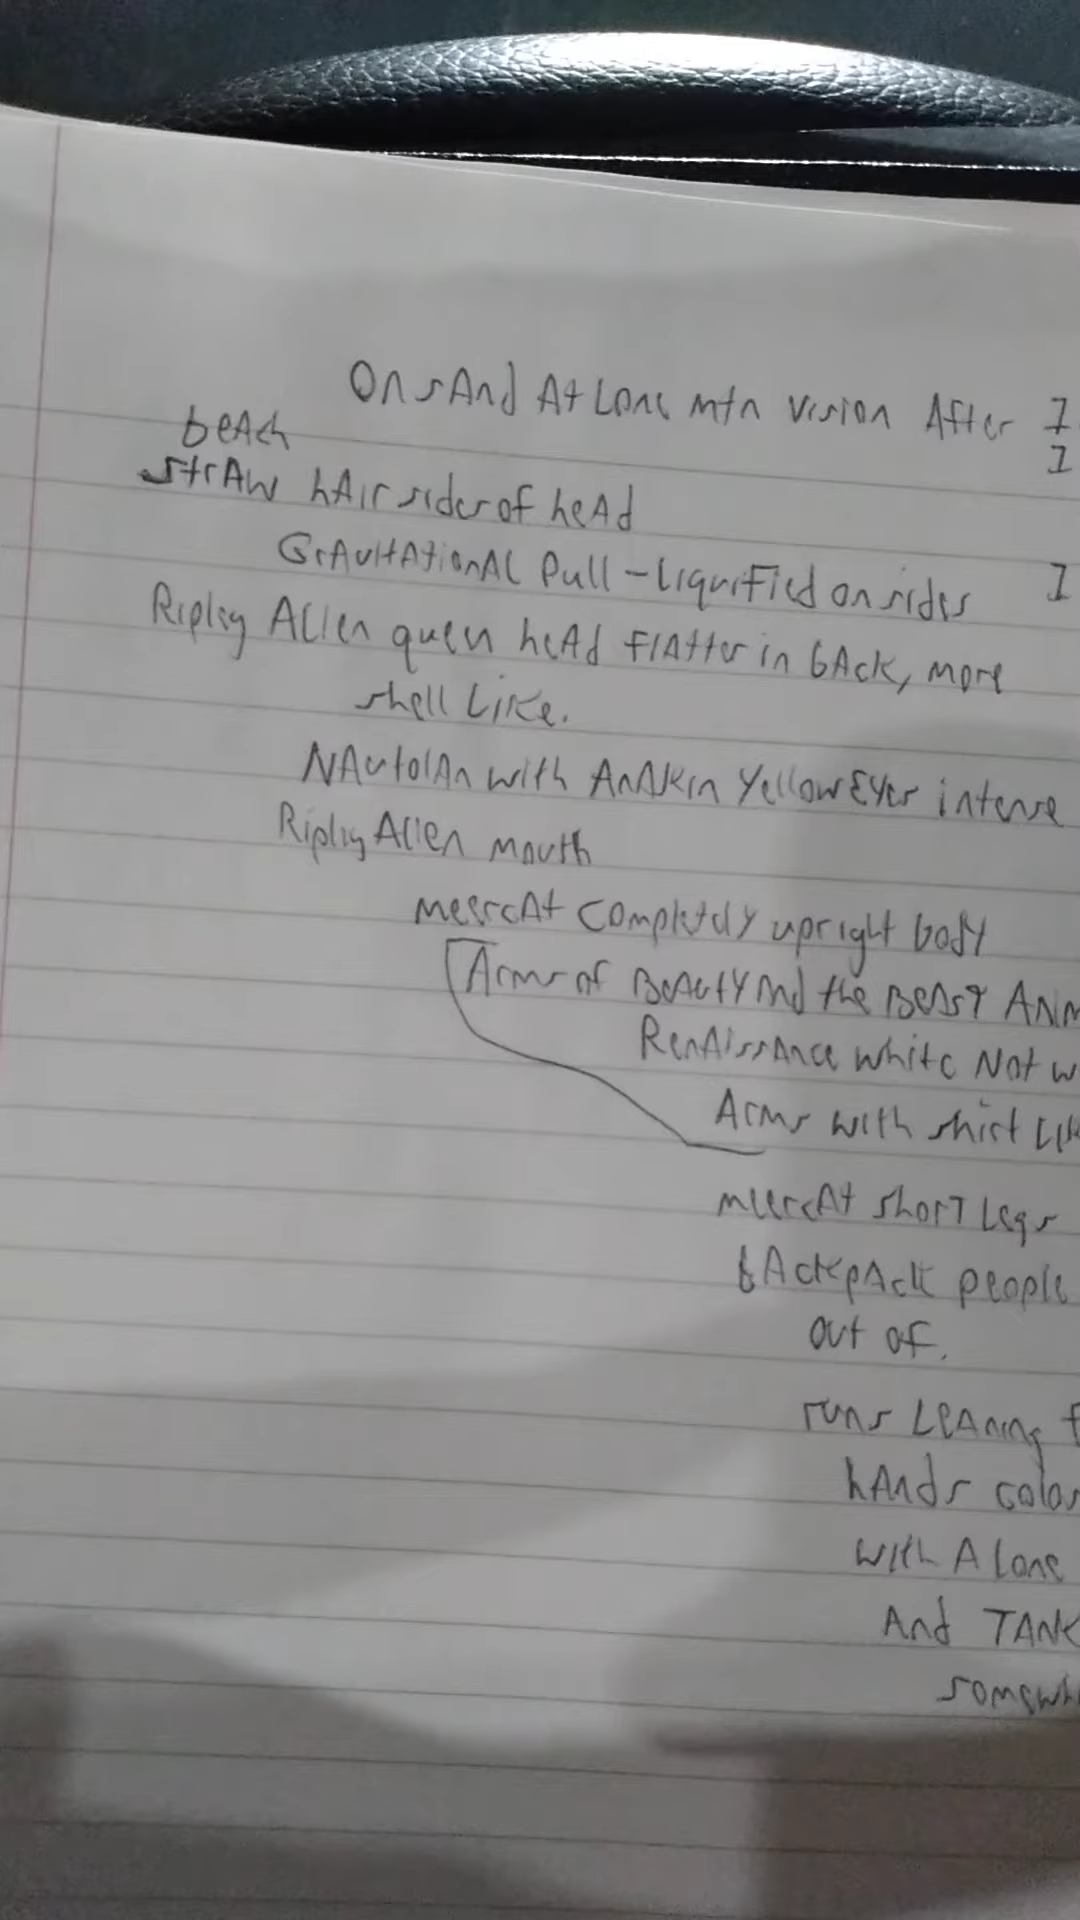 On sAnd At Lone mtn vision After I
beAch
I
strAw hAir sides of heAd
GrAvitAtionAL Pull - Liquified on sides I
Ripley ALien queen heAd flAtter in bAck, more
shell Like.
NAutolAn with AnAkin Yellow Eyes intense
Ripley ALien mouth
meercAt completely upright body
Arms of BeAuty And the BeAst
RenAissAnce white Not
Arms with shirt
meercAt short Legs
bAckpAck people
out of.
runs LeAning
hAnds
with A Lone
And